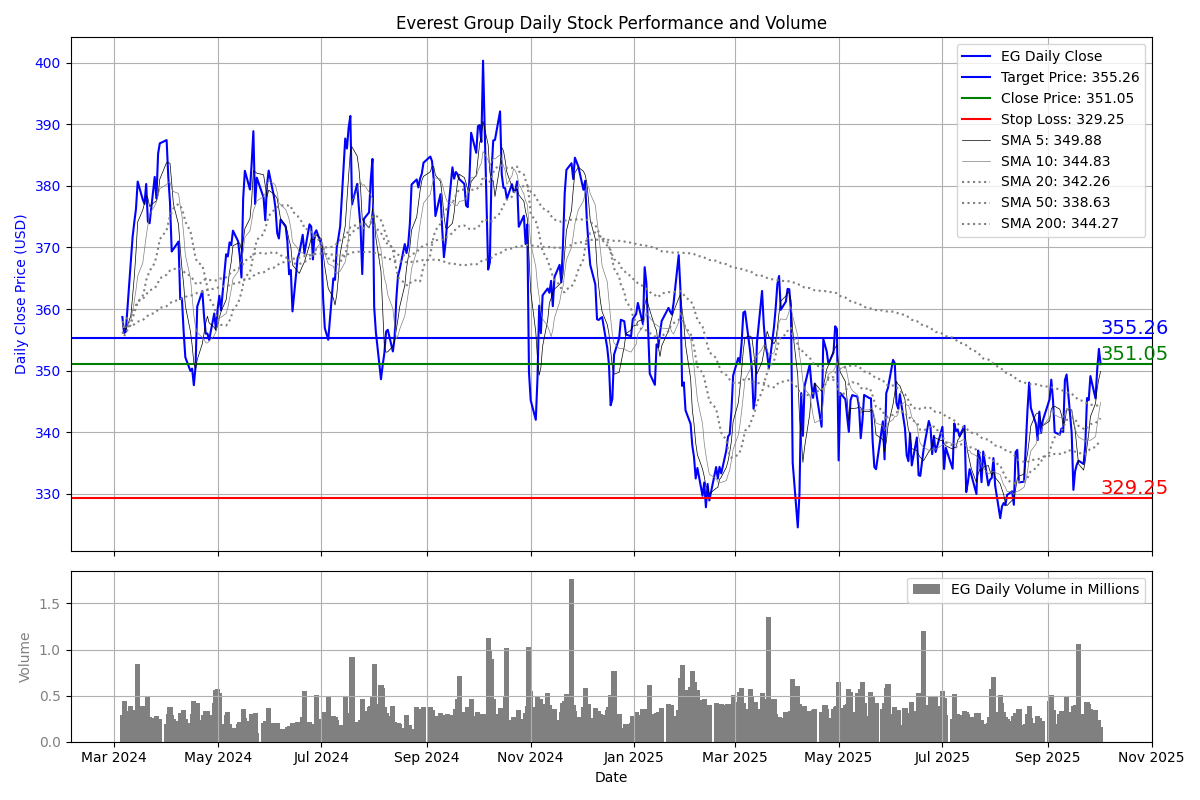 Everest Group Daily Stock Performance and Volume
Daily Close Price (USD)
400
390
380
370
360
350
340
330
EG Daily Close
Target Price: 355.26
Close Price: 351.05
Stop Loss: 329.25
SMA 5: 349.88
SMA 10: 344.83
SMA 20: 342.26
SMA 50: 338.63
SMA 200: 344.27
355.26
351.05
329.25
Volume
1.5
1.0
0.5
0.0
EG Daily Volume in Millions
Mar 2024 May 2024 Jul 2024 Sep 2024 Nov 2024 Jan 2025 Mar 2025 May 2025 Jul 2025 Sep 2025 Nov 2025
Date